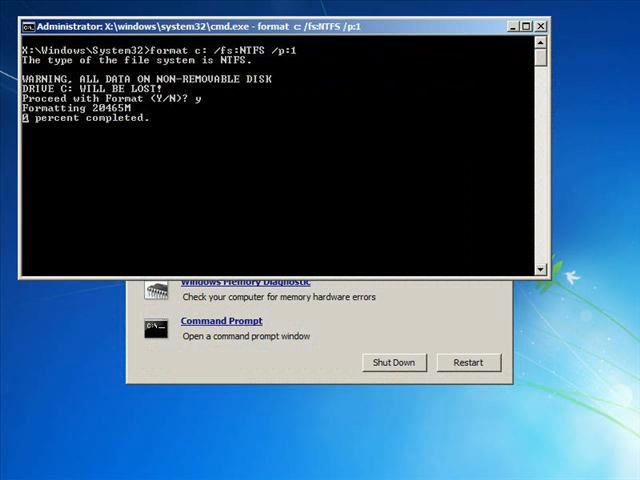 Administrator: X:\windows\system32\cmd.exe - format c: /fs:NTFS /p:1
X:\Windows\System32>format c: /fs:NTFS /p:1
The type of the file system is NTFS.
WARNING, ALL DATA ON NON-REMOVABLE DISK
DRIVE C: WILL BE LOST!
Proceed with Format (Y/N)? y
Formatting 20465M
0 percent completed.
Windows Memory Diagnostic
Check your computer for memory hardware errors
C:\_
Command Prompt
Open a command prompt window
Shut Down
Restart